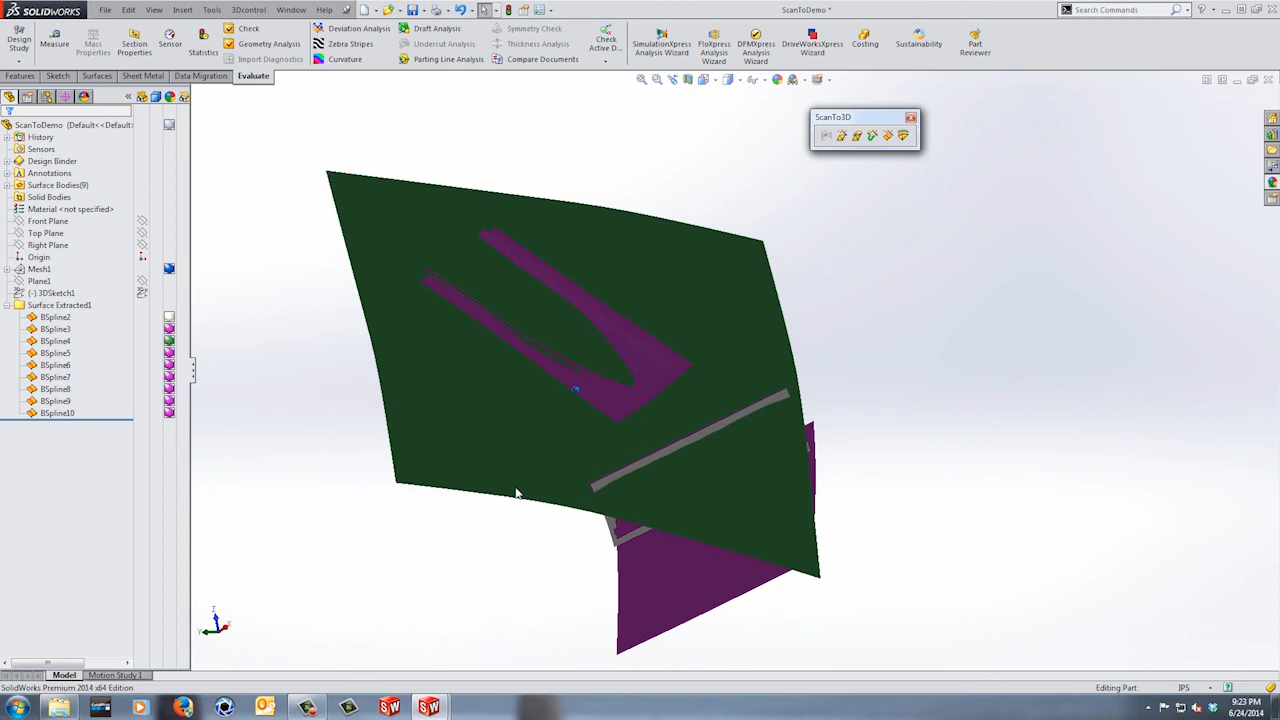 SOLIDWORKS File Edit View Insert Tools 3Dcontrol Window Help ScanToDemo * Search Commands
Design Study
Measure
Mass Properties
Section Properties
Sensor
Statistics
Check
Geometry Analysis
Import Diagnostics
Deviation Analysis
Zebra Stripes
Curvature
Draft Analysis
Undercut Analysis
Parting Line Analysis
Symmetry Check
Thickness Analysis
Compare Documents
Check Active D...
SimulationXpress Analysis Wizard
FloXpress Analysis Wizard
DFMXpress Analysis Wizard
DriveWorksXpress Wizard
Costing
Sustainability
Part Reviewer
Features Sketch Surfaces Sheet Metal Data Migration Evaluate
ScanTo3D
ScanToDemo (Default<<Default>
History
Sensors
Design Binder
Annotations
Surface Bodies(9)
Solid Bodies
Material <not specified>
Front Plane
Top Plane
Right Plane
Origin
Mesh1
Plane1
(-) 3DSketch1
Surface Extracted1
BSpline2
BSpline3
BSpline4
BSpline5
BSpline6
BSpline7
BSpline8
BSpline9
BSpline10
Z
Y
X
Model Motion Study 1
SolidWorks Premium 2014 x64 Edition Editing Part IPS
9:23 PM
6/24/2014